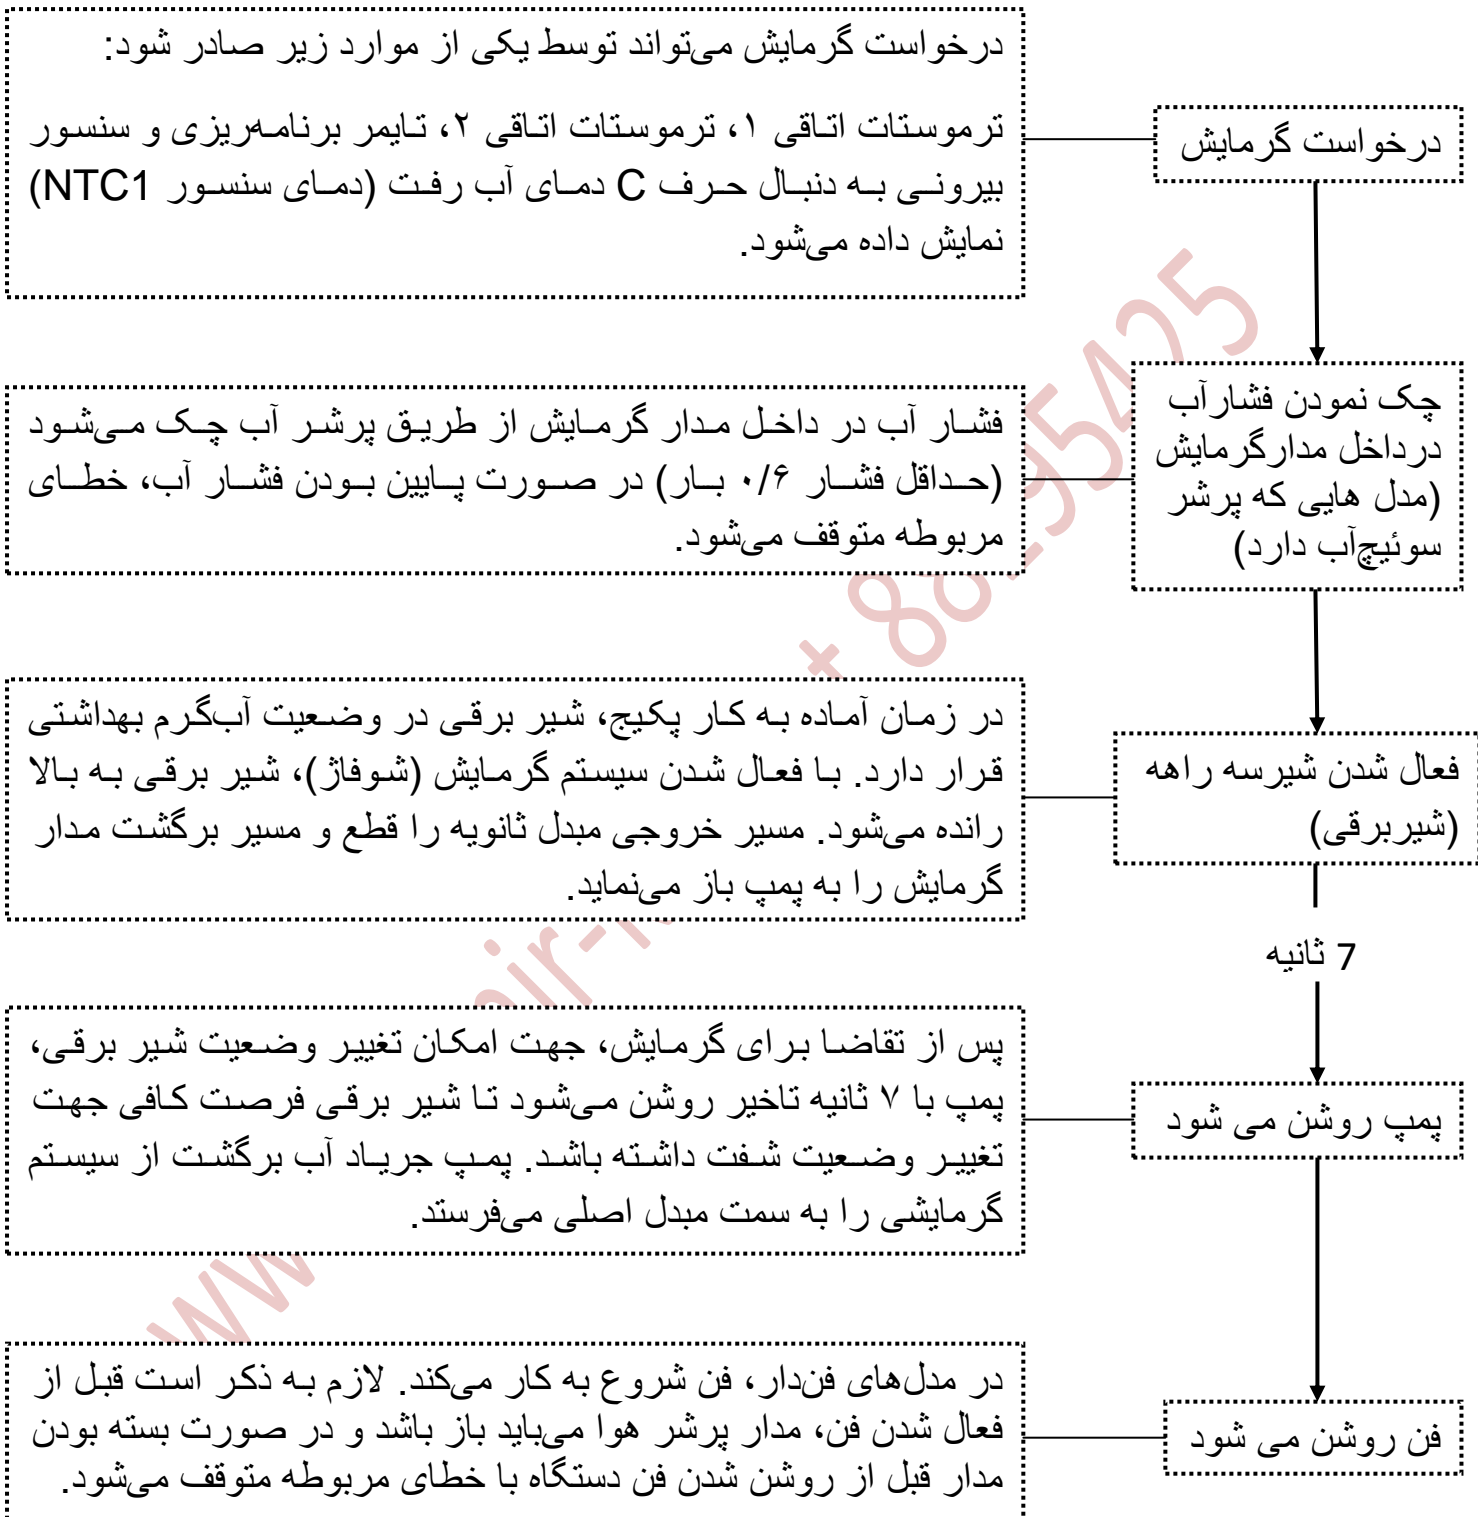 درخواست گرمایش
درخواست گرمایش می‌تواند توسط یکی از موارد زیر صادر شود:
ترموستات اتاقی ۱، ترموستات اتاقی ۲، تایمر برنامه‌ریزی و سنسور
بیرونی به دنبال حرف C دمای آب رفت (دمای سنسور NTC1)
نمایش داده می‌شود.
چک نمودن فشارآب
درداخل مدارگرمایش
(مدل هایی که پرشر
سوئیچ‌آب دارد)
فشار آب در داخل مدار گرمایش از طریق پرشر آب چک می‌شود
(حداقل فشار ۰/۶ بار) در صورت پایین بودن فشار آب، خطای
مربوطه متوقف می‌شود.
فعال شدن شیرسه راهه
(شیربرقی)
در زمان آماده به کار پکیج، شیر برقی در وضعیت آب‌گرم بهداشتی
قرار دارد. با فعال شدن سیستم گرمایش (شوفاژ)، شیر برقی به بالا
رانده می‌شود. مسیر خروجی مبدل ثانویه را قطع و مسیر برگشت مدار
گرمایش را به پمپ باز می‌نماید.
7 ثانیه
پمپ روشن می شود
پس از تقاضا برای گرمایش، جهت امکان تغییر وضعیت شیر برقی،
پمپ با ۷ ثانیه تاخیر روشن می‌شود تا شیر برقی فرصت کافی جهت
تغییر وضعیت شفت داشته باشد. پمپ جریاد آب برگشت از سیستم
گرمایشی را به سمت مبدل اصلی می‌فرستد.
فن روشن می شود
در مدل‌های فن‌دار، فن شروع به کار می‌کند. لازم به ذکر است قبل از
فعال شدن فن، مدار پرشر هوا می‌باید باز باشد و در صورت بسته بودن
مدار قبل از روشن شدن فن دستگاه با خطای مربوطه متوقف می‌شود.